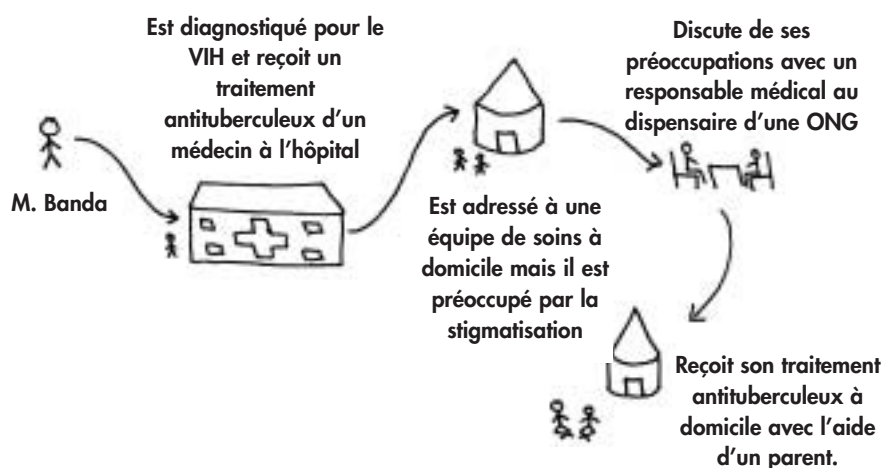 M. Banda
Est diagnostiqué pour le
VIH et reçoit un
traitement
antituberculeux d'un
médecin à l'hôpital
Est adressé à une
équipe de soins à
domicile mais il est
préoccupé par la
stigmatisation
Discute de ses
préoccupations avec un
responsable médical au
dispensaire d'une ONG
Reçoit son traitement
antituberculeux à
domicile avec l'aide
d'un parent.